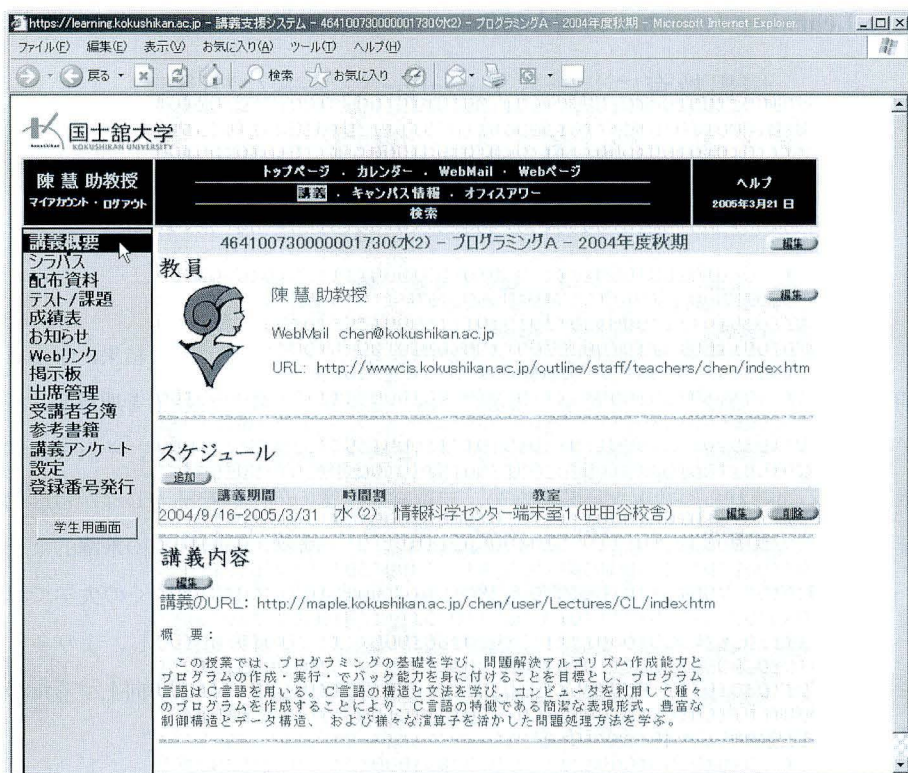 https://learning.kokushikan.ac.jp - 講義支援システム - 464100730000001730(水2) - プログラミングA - 2004年度秋期 - Microsoft Internet Explorer
ファイル(F) 編集(E) 表示(V) お気に入り(A) ツール(T) ヘルプ(H)
戻る 検索 お気に入り
国士舘大学
KOKUSHIKAN UNIVERSITY
陳 慧 助教授
マイアカウント・ログアウト
トップページ . カレンダー . WebMail . Webページ
講義 . キャンパス情報 . オフィスアワー
検索
ヘルプ
2005年3月21日
講義概要
シラバス
配布資料
テスト/課題
成績表
お知らせ
Webリンク
掲示板
出席管理
受講者名簿
参考書籍
講義アンケート
設定
登録番号発行
学生用画面
464100730000001730(水2) - プログラミングA - 2004年度秋期 編集
教員
陳 慧 助教授 編集
WebMail chen@kokushikan.ac.jp
URL: http://wwwcis.kokushikan.ac.jp/outline/staff/teachers/chen/index.htm
スケジュール
追加
講義期間 時間割 教室
2004/9/16-2005/3/31 水(2) 情報科学センター端末室1(世田谷校舎) 編集 削除
講義内容
編集
講義のURL: http://maple.kokushikan.ac.jp/chen/user/Lectures/CL/index.htm
概 要:
この授業では、プログラミングの基礎を学び、問題解決アルゴリズム作成能力と
プログラムの作成・実行・でバック能力を身に付けることを目標とし、プログラム
言語はC言語を用いる。C言語の構造と文法を学び、コンピュータを利用して種々
のプログラムを作成することにより、C言語の特徴である簡潔な表現形式、豊富な
制御構造とデータ構造、 および様々な演算子を活かした問題処理方法を学ぶ。